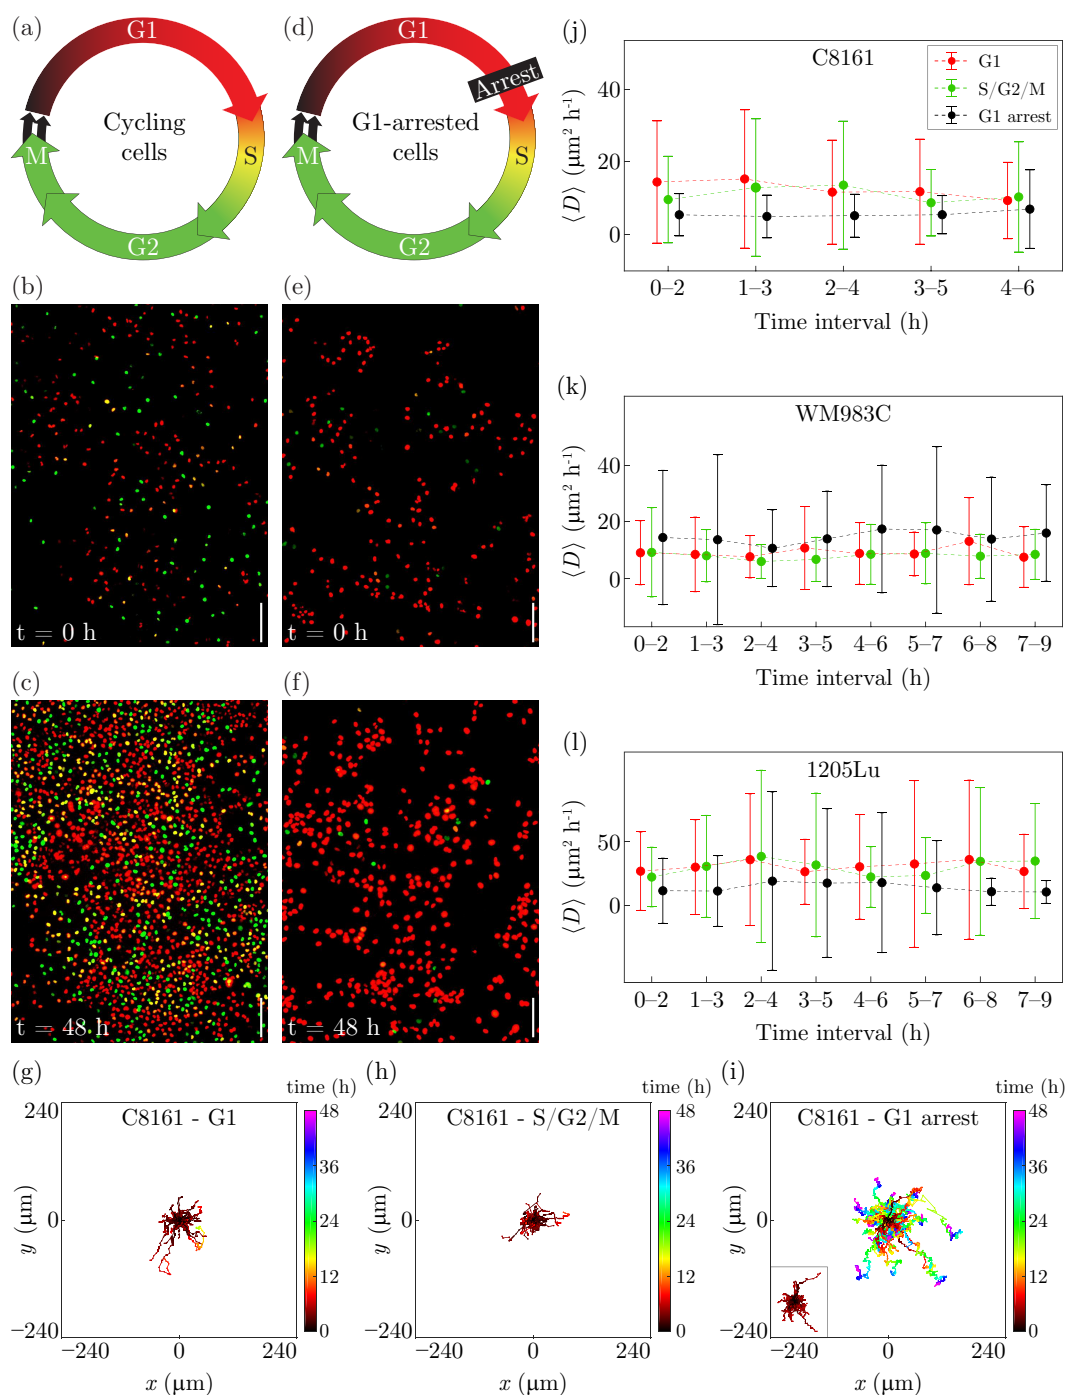 (a)
G1
S
G2
M
Cycling
cells
(d)
G1
Arrest
S
G2
M
G1-arrested
cells
(b)
t = 0 h
(e)
t = 0 h
(c)
t = 48 h
(f)
t = 48 h
(j)
C8161
G1
S/G2/M
G1 arrest
40
20
0
⟨D⟩ (μm² h⁻¹)
0–2 1–3 2–4 3–5 4–6
Time interval (h)
(k)
WM983C
40
20
0
⟨D⟩ (μm² h⁻¹)
0–2 1–3 2–4 3–5 4–6 5–7 6–8 7–9
Time interval (h)
(l)
1205Lu
50
0
⟨D⟩ (μm² h⁻¹)
0–2 1–3 2–4 3–5 4–6 5–7 6–8 7–9
Time interval (h)
(g)
time (h)
C8161 - G1
240
0
−240
y (μm)
−240 0 240
x (μm)
48
36
24
12
0
(h)
time (h)
C8161 - S/G2/M
240
0
−240
y (μm)
−240 0 240
x (μm)
48
36
24
12
0
(i)
time (h)
C8161 - G1 arrest
240
0
−240
y (μm)
−240 0 240
x (μm)
48
36
24
12
0